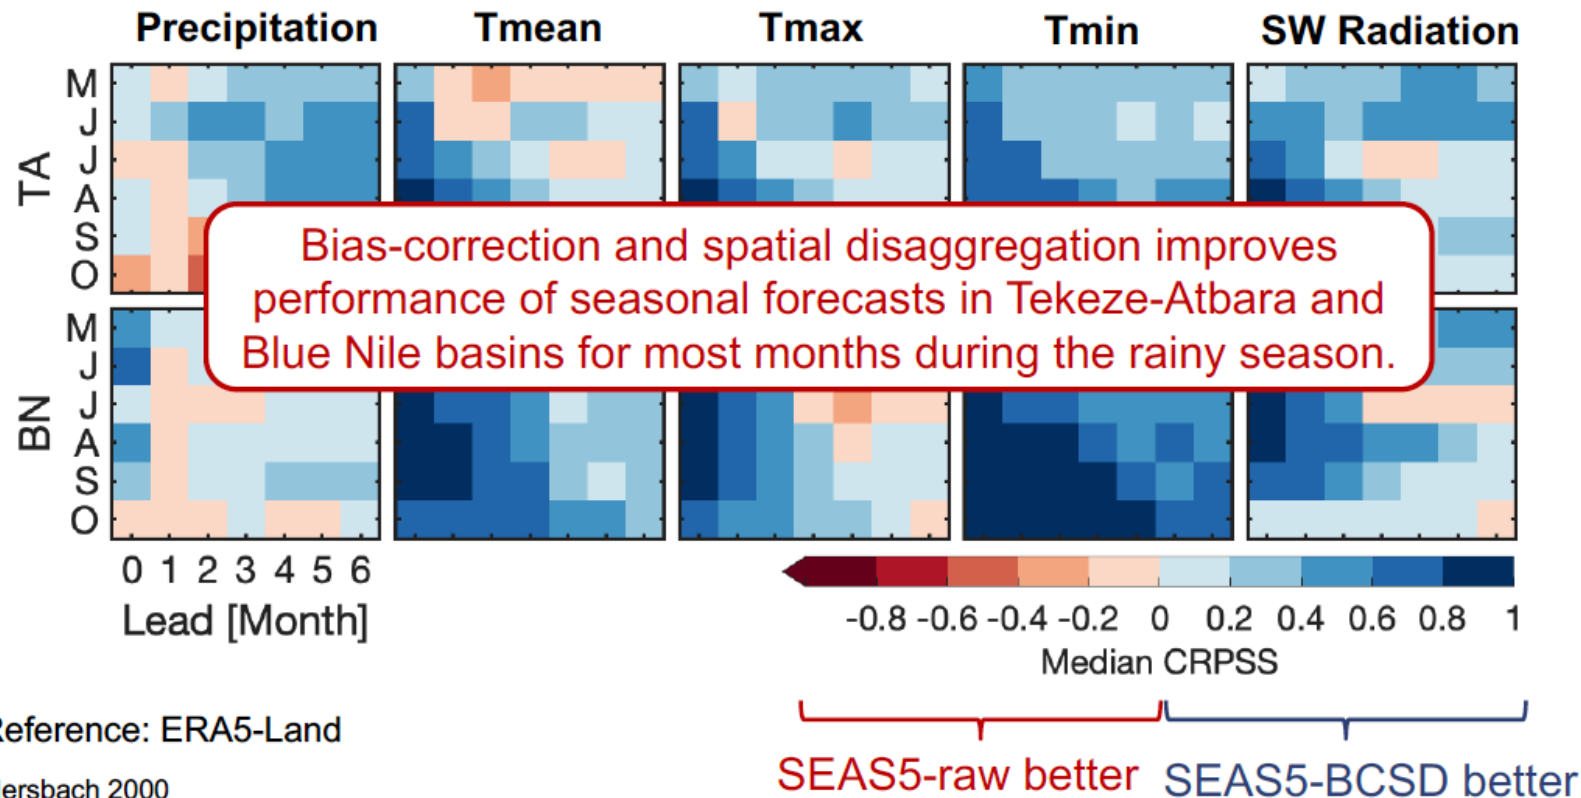 Precipitation Tmean Tmax Tmin SW Radiation
TA
M
J
J
A
S
O
Bias-correction and spatial disaggregation improves
performance of seasonal forecasts in Tekeze-Atbara and
Blue Nile basins for most months during the rainy season.
BN
M
J
J
A
S
O
0 1 2 3 4 5 6
Lead [Month]
-0.8 -0.6 -0.4 -0.2 0 0.2 0.4 0.6 0.8 1
Median CRPSS
Reference: ERA5-Land
SEAS5-raw better SEAS5-BCSD better
2000